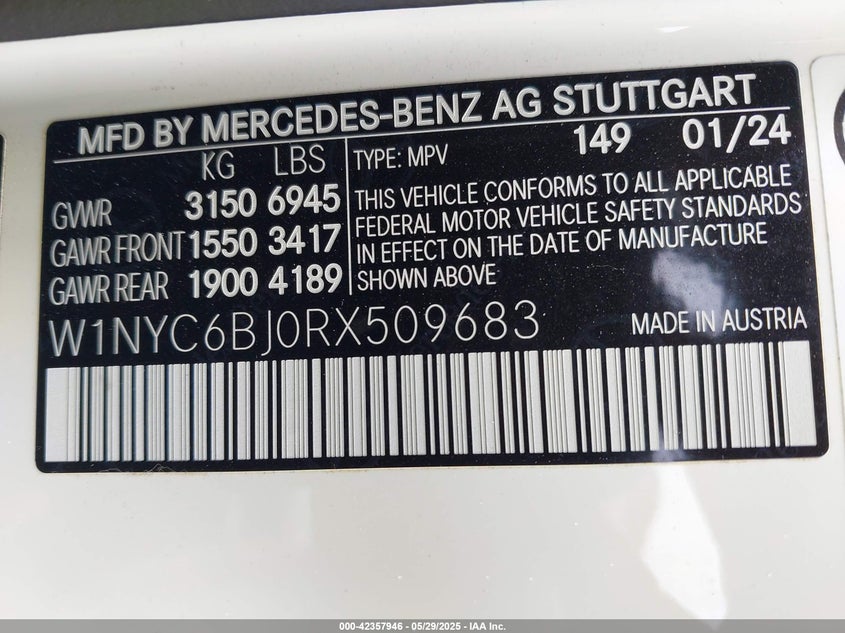 MFD BY MERCEDES-BENZ AG STUTTGART
KG LBS
149 01/24
TYPE: MPV
GVWR 3150 6945
GAWR FRONT 1550 3417
GAWR REAR 1900 4189
THIS VEHICLE CONFORMS TO ALL APPLICABLE
FEDERAL MOTOR VEHICLE SAFETY STANDARDS
IN EFFECT ON THE DATE OF MANUFACTURE
SHOWN ABOVE
W1NYC6BJ0RX509683
MADE IN AUSTRIA
000-42357946 - 05/29/2025 - IAA Inc.